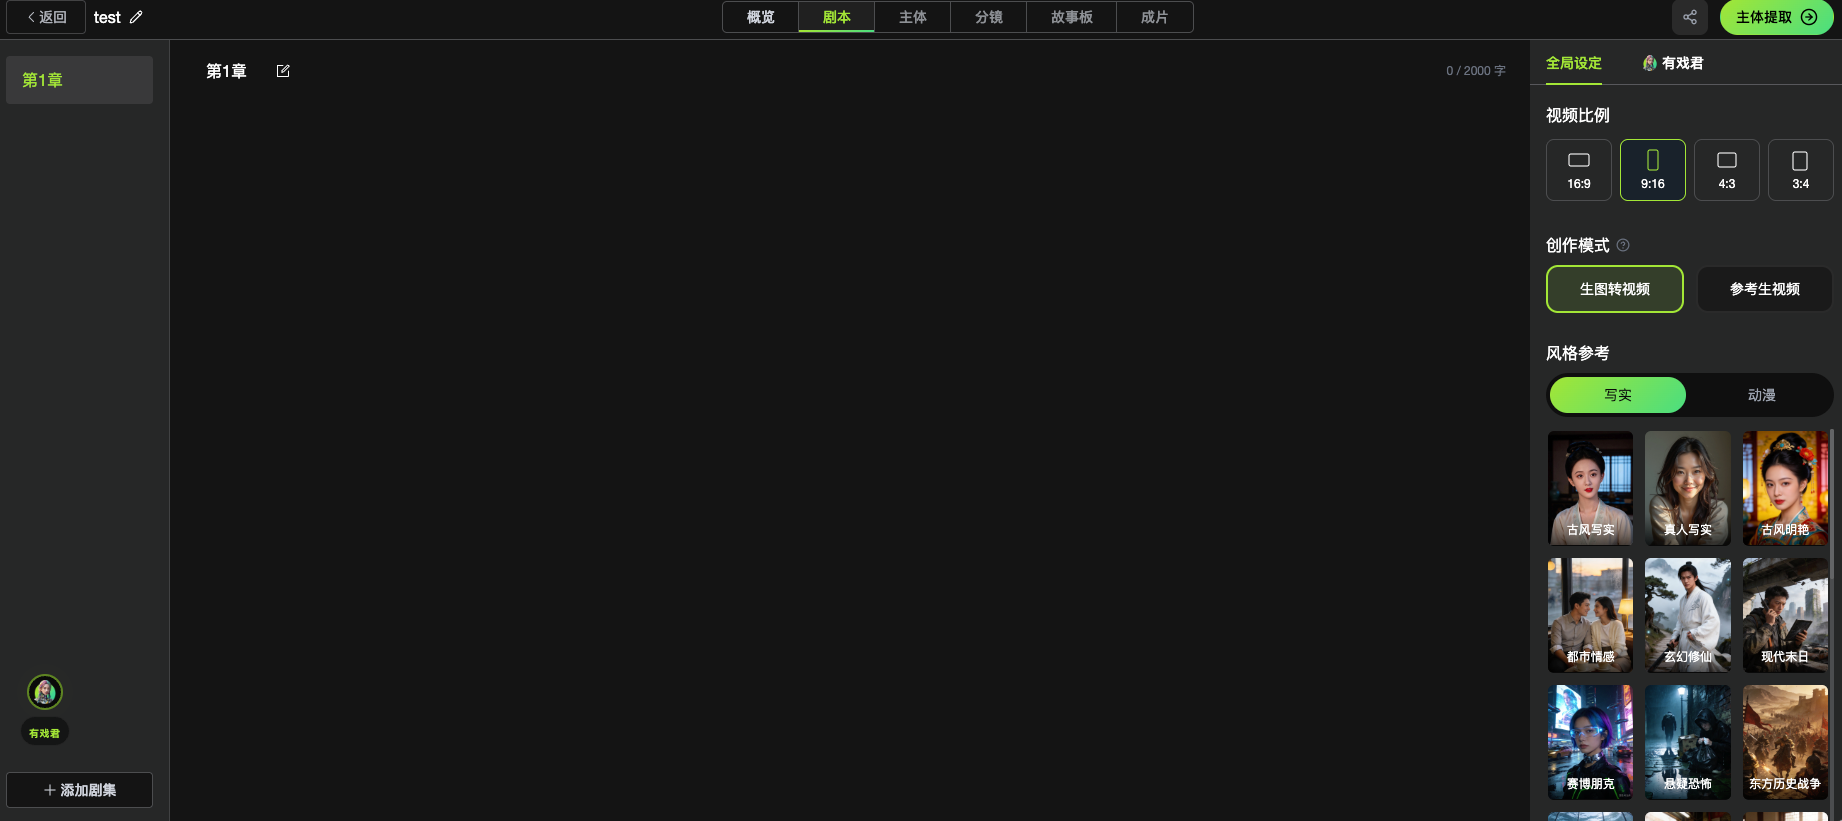 返回
test
概览
剧本
主体
分镜
故事板
成片
主体提取
第1章
第1章
0 / 2000 字
全局设定
有戏君
视频比例
16:9
9:16
4:3
3:4
创作模式
生图转视频
参考生视频
风格参考
写实
动漫
古风写实
真人写实
古风明艳
都市情感
玄幻修仙
现代末日
赛博朋克
悬疑恐怖
东方历史战争
有戏君
添加剧集